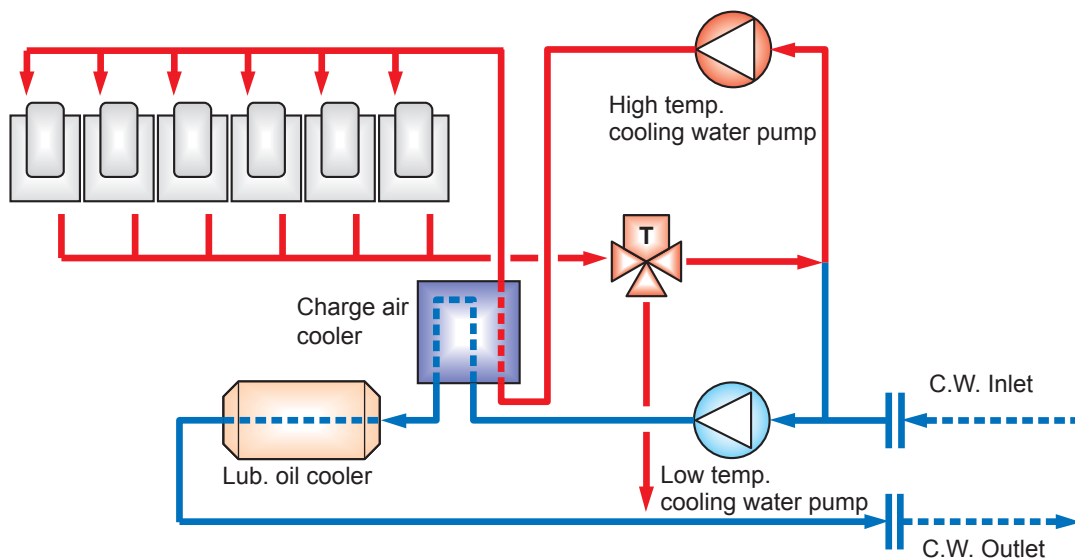 High temp.
cooling water pump
T
Charge air
cooler
C.W. Inlet
Lub. oil cooler
Low temp.
cooling water pump
C.W. Outlet